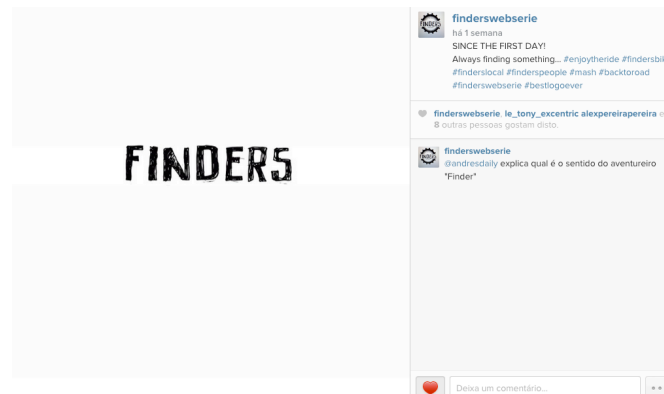 FINDERS
finderswebserie
há 1 semana
SINCE THE FIRST DAY!
Always finding something... #enjoytheride #findersbik
#finderslocal #finderspeople #mash #backtoroad
#finderswebserie #bestlogoever
finderswebserie, le_tony_excentric alexpereirapereira e
8 outras pessoas gostam disto.
finderswebserie
@andresdaily explica qual é o sentido do aventureiro
"Finder"
Deixa um comentário...